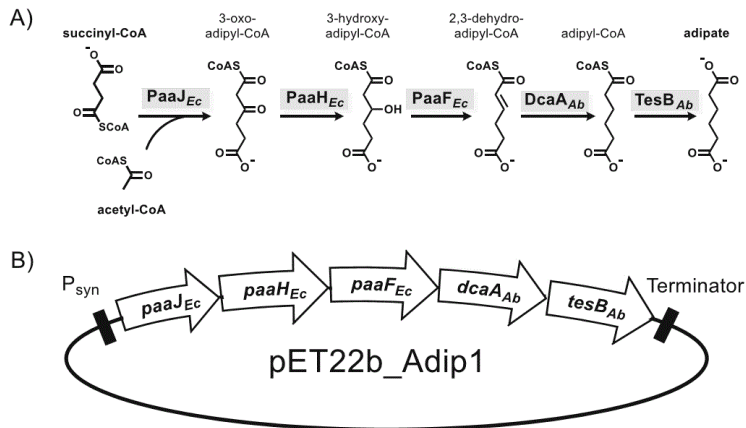 A)
succinyl-CoA
3-oxo-
adipyl-CoA
3-hydroxy-
adipyl-CoA
2,3-dehydro-
adipyl-CoA
adipyl-CoA
adipate
PaaJEc
PaaHEc
PaaFEc
DcaAAb
TesBAb
-O
O
O
SCoA
CoAS
O
acetyl-CoA
CoAS
O
O
O
O-
CoAS
O
OH
O
O-
CoAS
O
O
O-
CoAS
O
O
O-
-O
O
O
O-
B)
Psyn
paaJEc
paaHEc
paaFEc
dcaAAb
tesBAb
Terminator
pET22b_Adip1